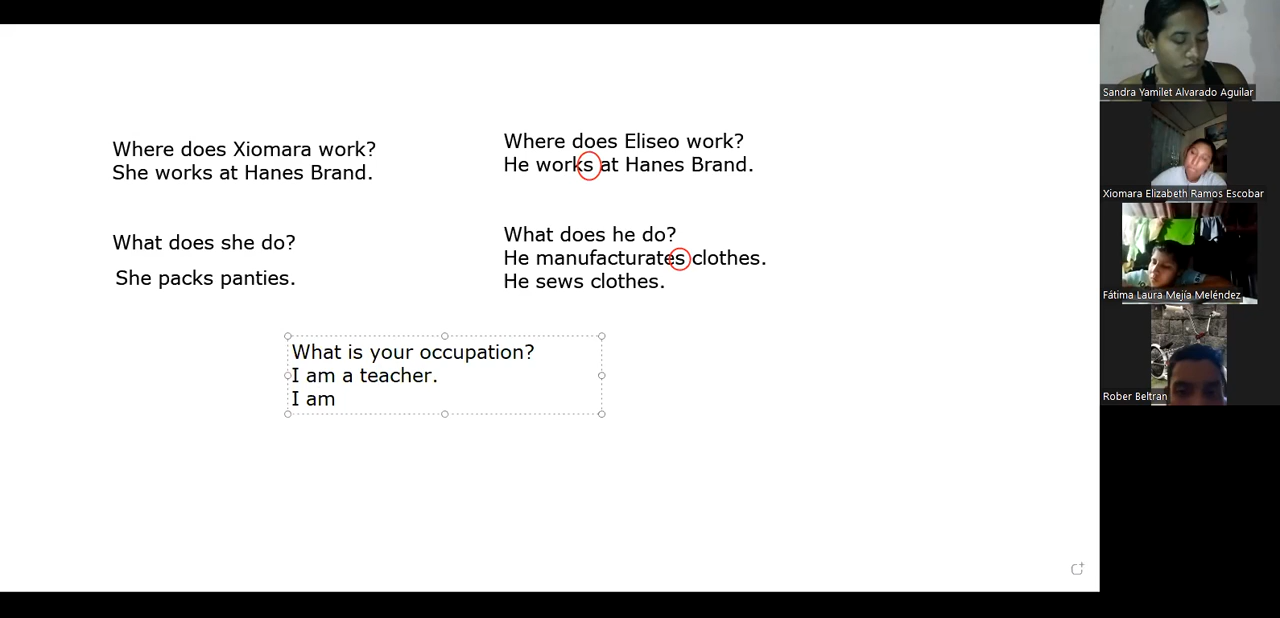 Where does Xiomara work?
She works at Hanes Brand.
Where does Eliseo work?
He works at Hanes Brand.
What does she do?
She packs panties.
What does he do?
He manufacturates clothes.
He sews clothes.
What is your occupation?
I am a teacher.
I am
Sandra Yamilet Alvarado Aguilar
Xiomara Elizabeth Ramos Escobar
Fátima Laura Mejía Meléndez
Rober Beltran